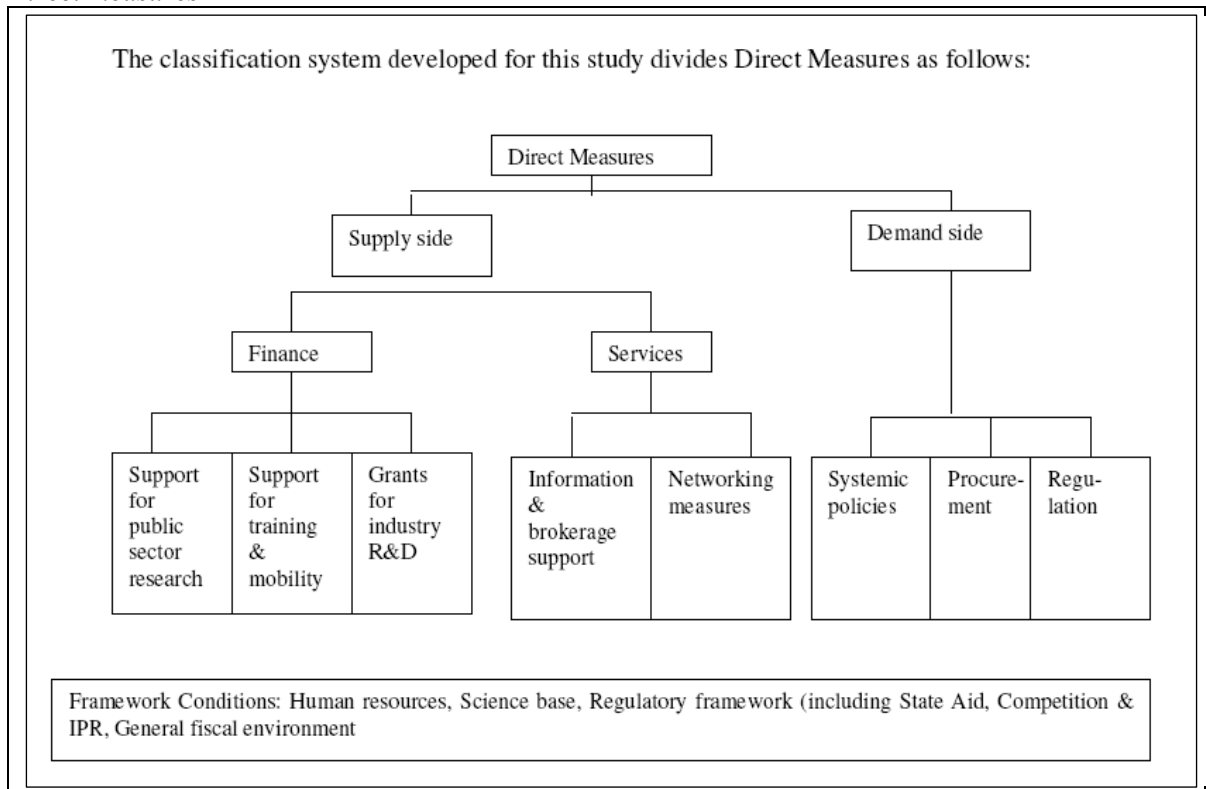 The classification system developed for this study divides Direct Measures as follows:
Direct Measures
Supply side
Demand side
Finance
Services
Support
for
public
sector
research
Support
for
training
&
mobility
Grants
for
industry
R&D
Information
&
brokerage
support
Networking
measures
Systemic
policies
Procure-
ment
Regu-
lation
Framework Conditions: Human resources, Science base, Regulatory framework (including State Aid, Competition &
IPR, General fiscal environment